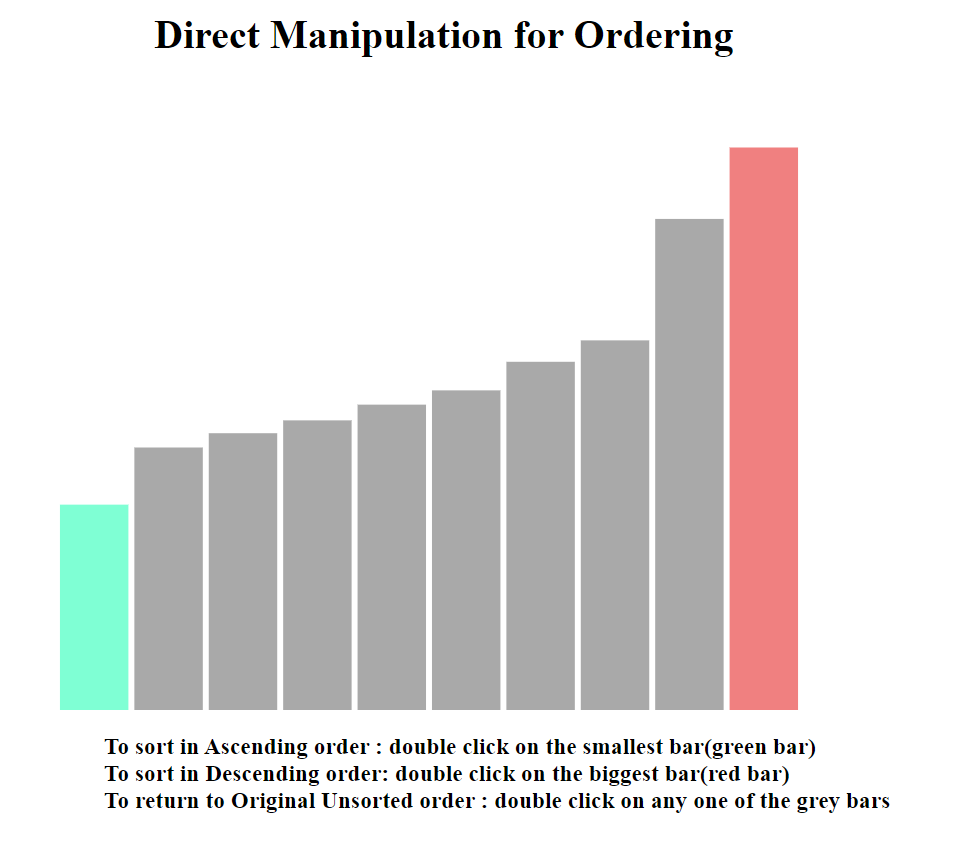 Direct Manipulation for Ordering
To sort in Ascending order : double click on the smallest bar(green bar)
To sort in Descending order: double click on the biggest bar(red bar)
To return to Original Unsorted order : double click on any one of the grey bars